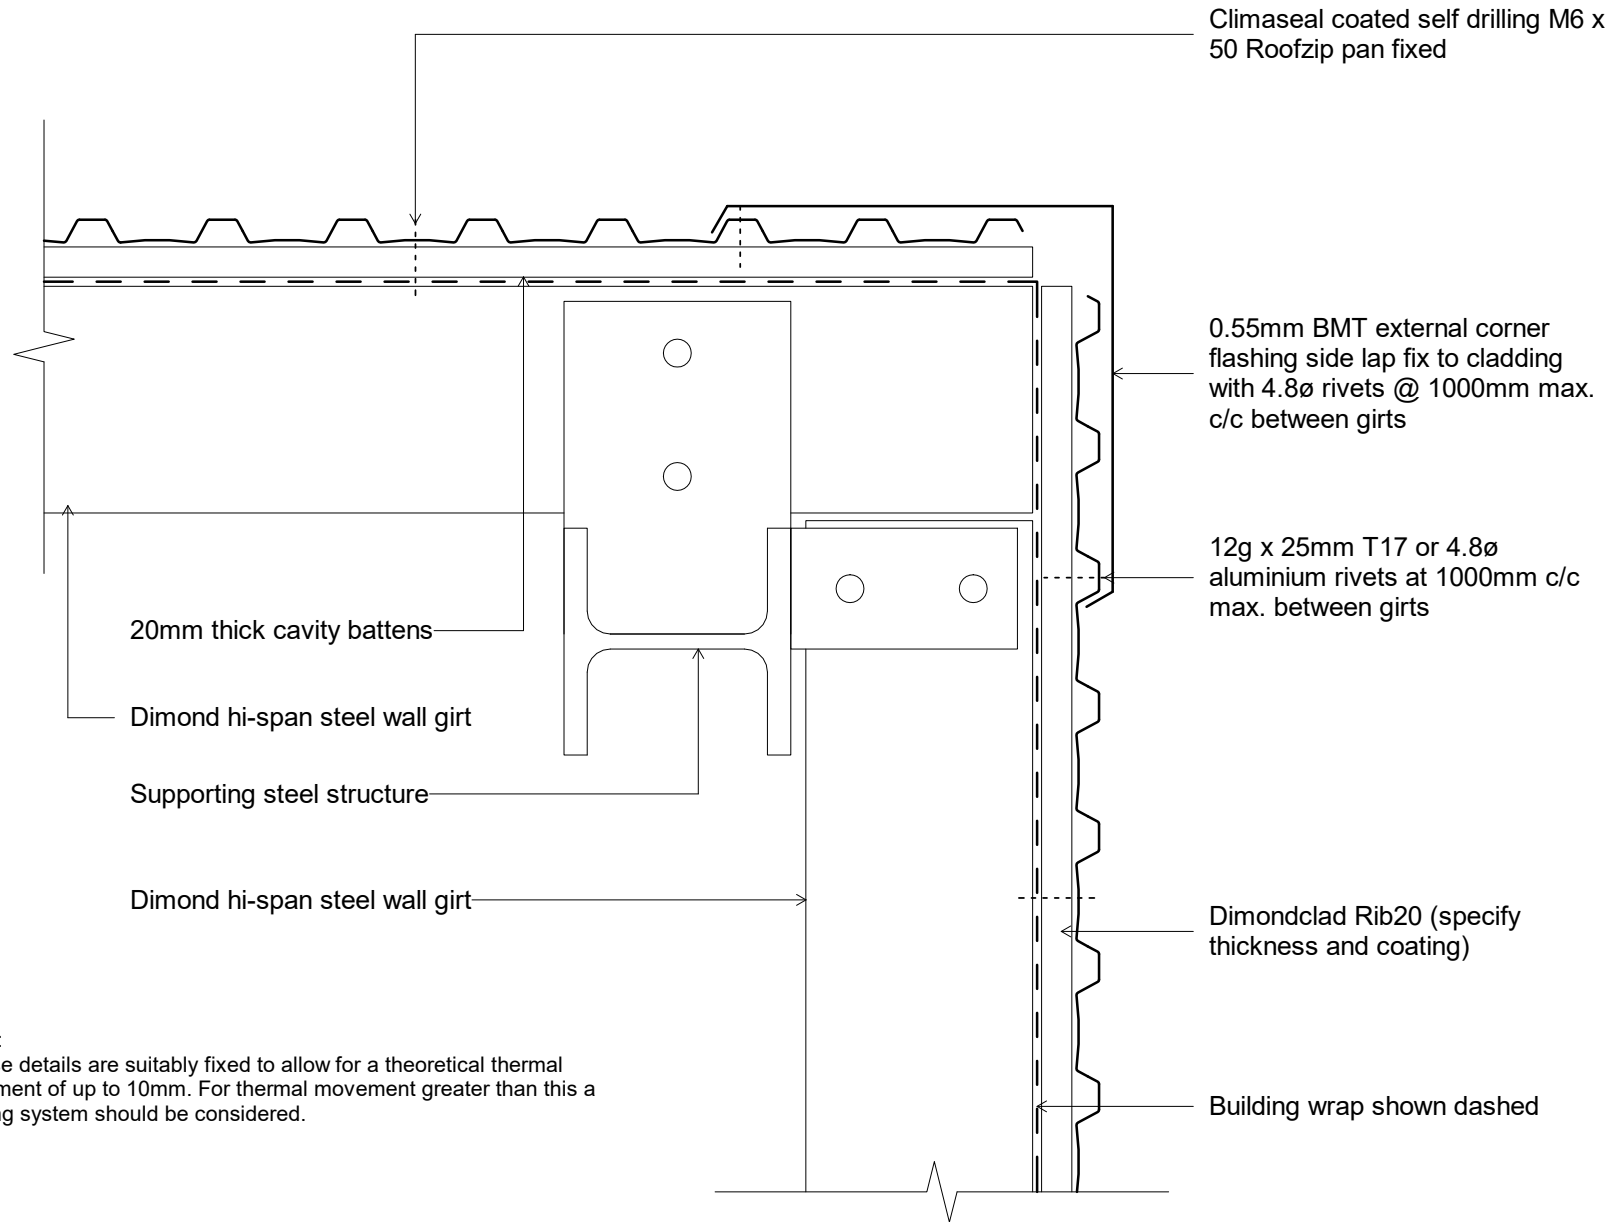 Climaseal coated self drilling M6 x
50 Roofzip pan fixed
0.55mm BMT external corner
flashing side lap fix to cladding
with 4.8ø rivets @ 1000mm max.
c/c between girts
12g x 25mm T17 or 4.8ø
aluminium rivets at 1000mm c/c
max. between girts
20mm thick cavity battens
Dimond hi-span steel wall girt
Supporting steel structure
Dimond hi-span steel wall girt
Dimondclad Rib20 (specify
thickness and coating)
Building wrap shown dashed
:
e details are suitably fixed to allow for a theoretical thermal
ment of up to 10mm. For thermal movement greater than this a
g system should be considered.